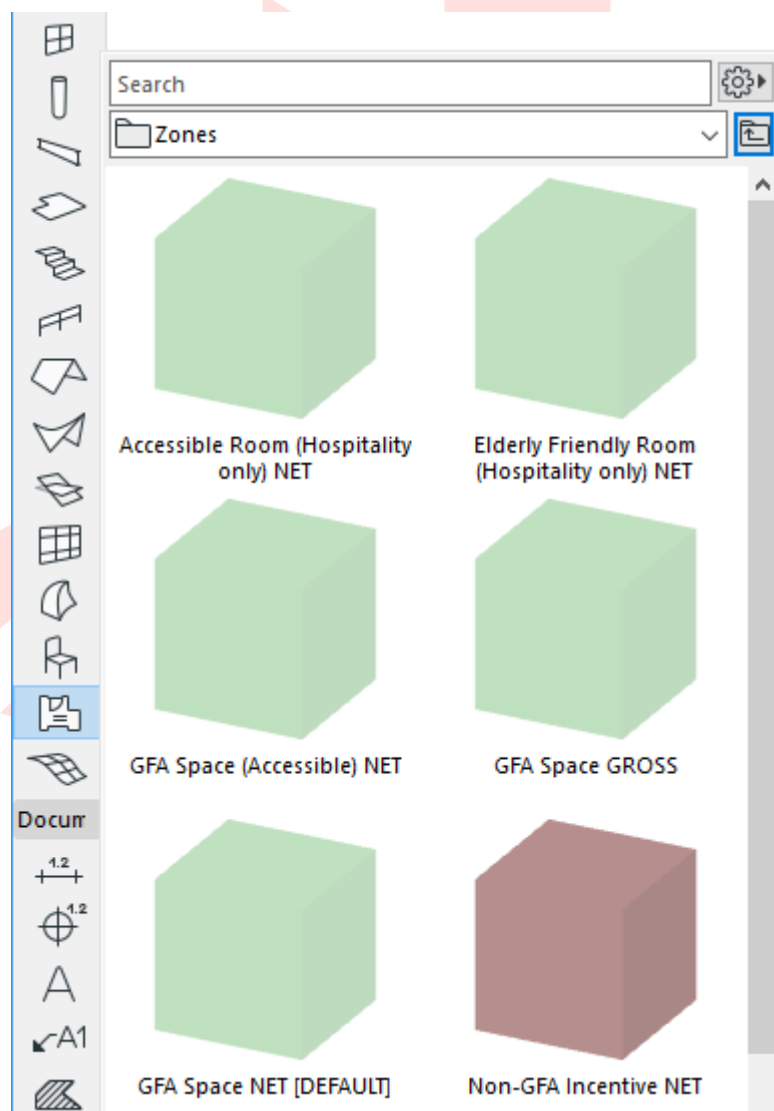 Search
Zones
Accessible Room (Hospitality
only) NET
Elderly Friendly Room
(Hospitality only) NET
GFA Space (Accessible) NET
GFA Space GROSS
Docum
1.2
1.2
A
A1
GFA Space NET [DEFAULT]
Non-GFA Incentive NET